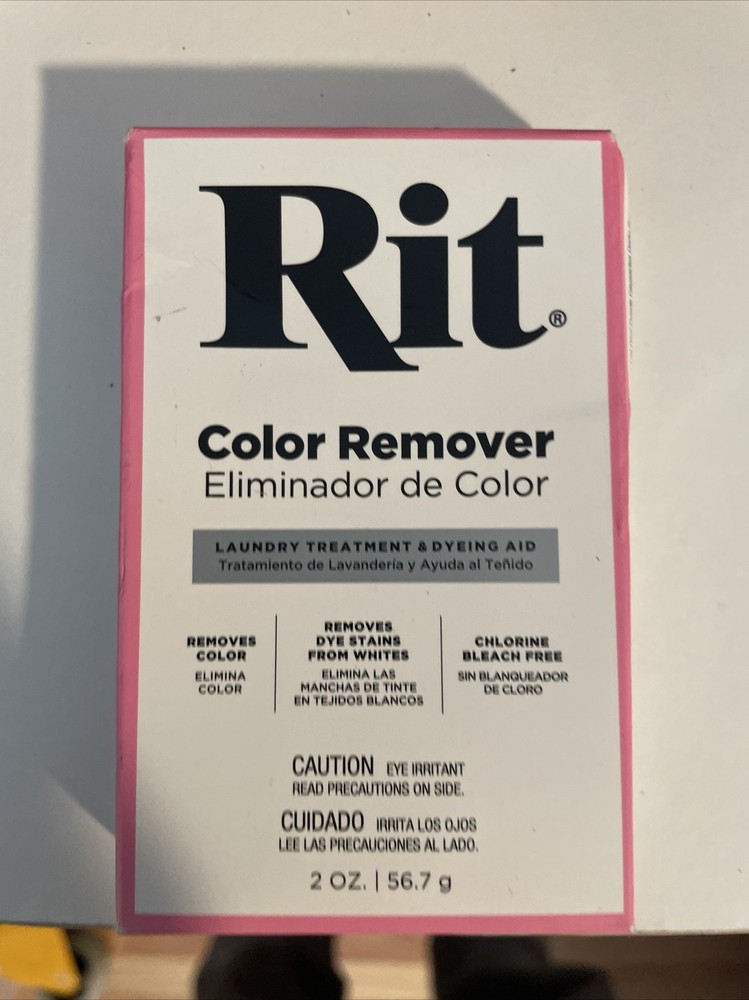 Rit®
Color Remover
Eliminador de Color
LAUNDRY TREATMENT & DYEING AID
Tratamiento de Lavandería y Ayuda al Teñido
REMOVES
COLOR
ELIMINA
COLOR
REMOVES
DYE STAINS
FROM WHITES
ELIMINA LAS
MANCHAS DE TINTE
EN TEJIDOS BLANCOS
CHLORINE
BLEACH FREE
SIN BLANQUEADOR
DE CLORO
CAUTION EYE IRRITANT
READ PRECAUTIONS ON SIDE.
CUIDADO IRRITA LOS OJOS
LEE LAS PRECAUCIONES AL LADO.
2 OZ. | 56.7 g